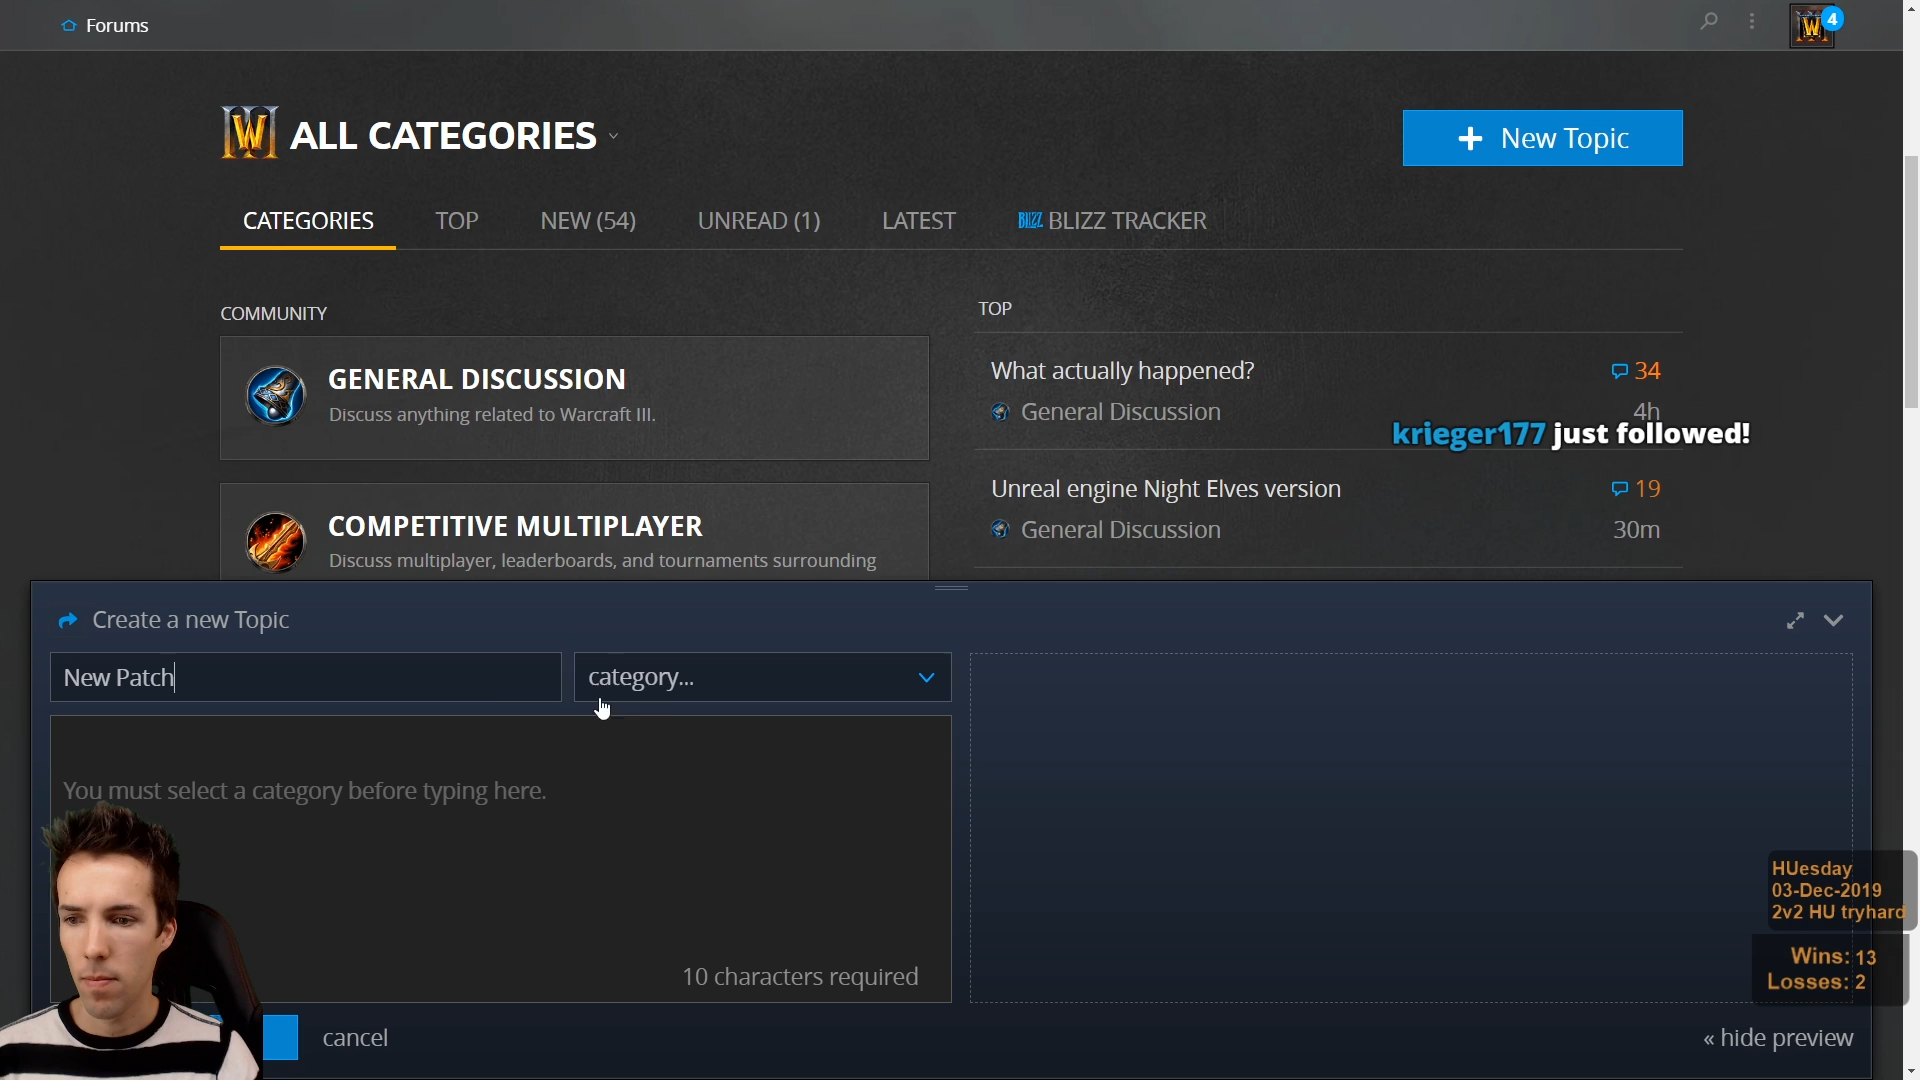 Forums
4
ALL CATEGORIES
+ New Topic
CATEGORIES
TOP
NEW (54)
UNREAD (1)
LATEST
BLIZZ BLIZZ TRACKER
COMMUNITY
GENERAL DISCUSSION
Discuss anything related to Warcraft III.
COMPETITIVE MULTIPLAYER
Discuss multiplayer, leaderboards, and tournaments surrounding
TOP
What actually happened?
34
General Discussion
4h
krieger177 just followed!
Unreal engine Night Elves version
19
General Discussion
30m
Create a new Topic
New Patch
category...
You must select a category before typing here.
10 characters required
cancel
« hide preview
HUesday
03-Dec-2019
2v2 HU tryhard
Wins: 13
Losses: 2